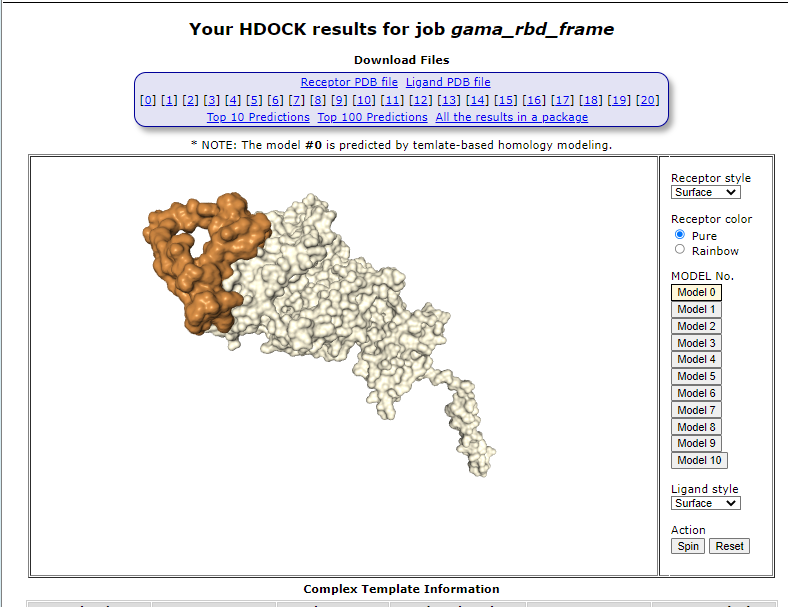 Your HDOCK results for job gama_rbd_frame
Download Files
Receptor PDB file Ligand PDB file
[0] [1] [2] [3] [4] [5] [6] [7] [8] [9] [10] [11] [12] [13] [14] [15] [16] [17] [18] [19] [20]
Top 10 Predictions Top 100 Predictions All the results in a package
* NOTE: The model #0 is predicted by temlate-based homology modeling.
Receptor style
Surface
Receptor color
Pure
Rainbow
MODEL No.
Model 0
Model 1
Model 2
Model 3
Model 4
Model 5
Model 6
Model 7
Model 8
Model 9
Model 10
Ligand style
Surface
Action
Spin Reset
Complex Template Information